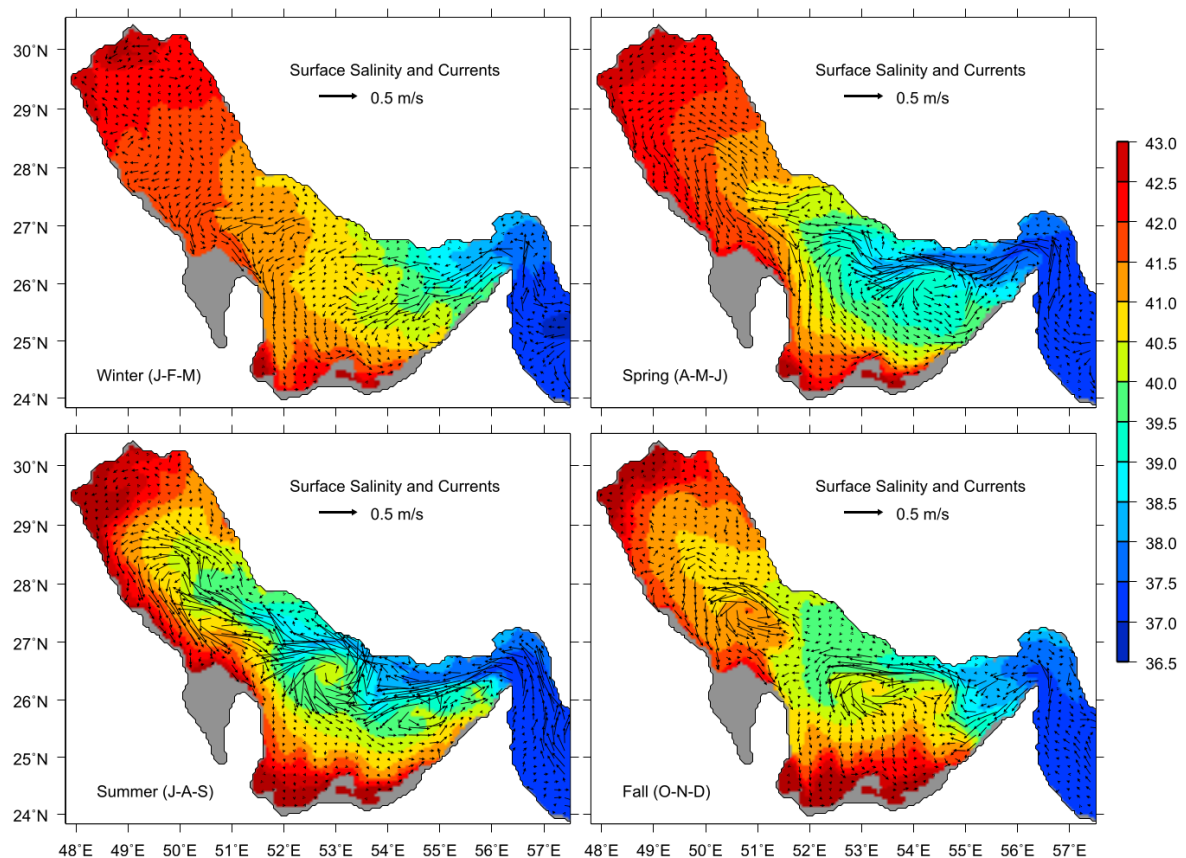 30°N
29°N
28°N
27°N
26°N
25°N
24°N
Surface Salinity and Currents
0.5 m/s
Winter (J-F-M)
Surface Salinity and Currents
0.5 m/s
Spring (A-M-J)
30°N
29°N
28°N
27°N
26°N
25°N
24°N
Surface Salinity and Currents
0.5 m/s
Summer (J-A-S)
Surface Salinity and Currents
0.5 m/s
Fall (O-N-D)
48°E 49°E 50°E 51°E 52°E 53°E 54°E 55°E 56°E 57°E
48°E 49°E 50°E 51°E 52°E 53°E 54°E 55°E 56°E 57°E
43.0
42.5
42.0
41.5
41.0
40.5
40.0
39.5
39.0
38.5
38.0
37.5
37.0
36.5